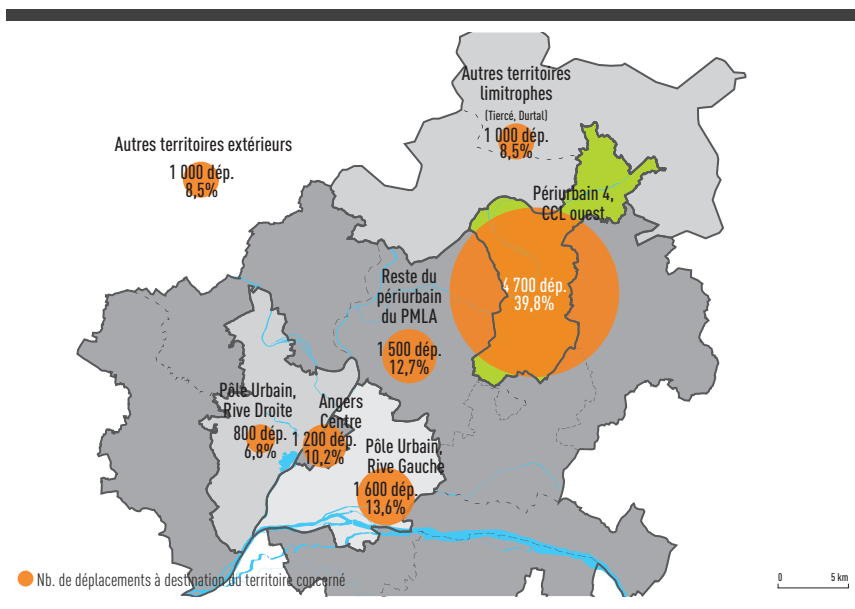 Autres territoires
limitrophes
(Tiercé, Durtal)
1 000 dép.
8,5%
Autres territoires extérieurs
1 000 dép.
8,5%
Périurbain 4,
CCL ouest
4 700 dép.
39,8%
Reste du
périurbain
du PMLA
1 500 dép.
12,7%
Pôle Urbain,
Rive Droite
800 dép.
6,8%
Angers
Centre
1 200 dép.
10,2%
Pôle Urbain,
Rive Gauche
1 600 dép.
13,6%
Nb. de déplacements à destination du territoire concerné
0 5 km